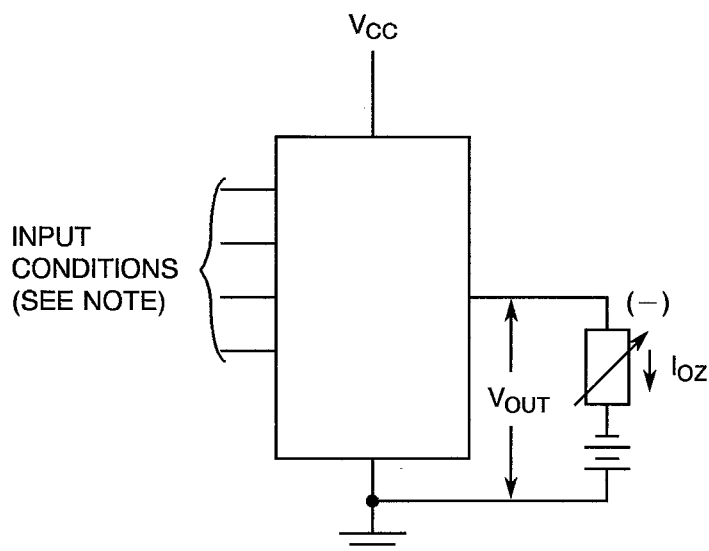 VCC
INPUT
CONDITIONS
(SEE NOTE)
(−)
IOZ
VOUT